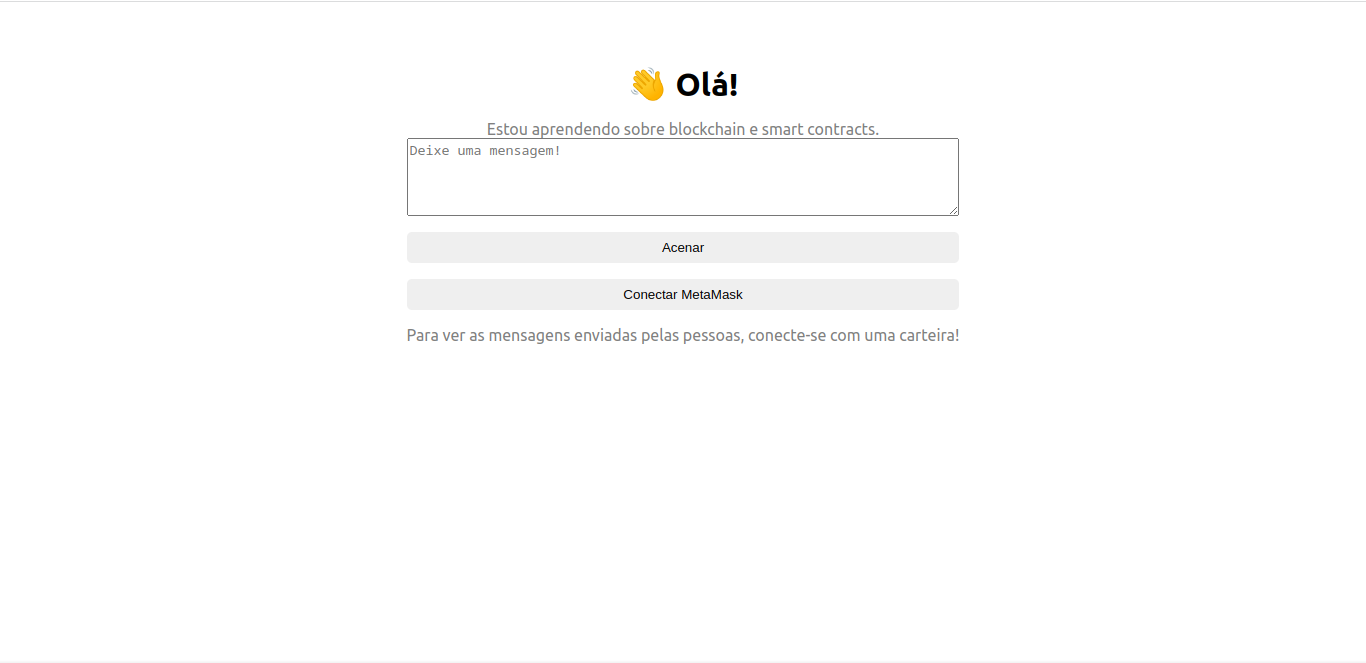 👋 Olá!
Estou aprendendo sobre blockchain e smart contracts.
Deixe uma mensagem!
Acenar
Conectar MetaMask
Para ver as mensagens enviadas pelas pessoas, conecte-se com uma carteira!